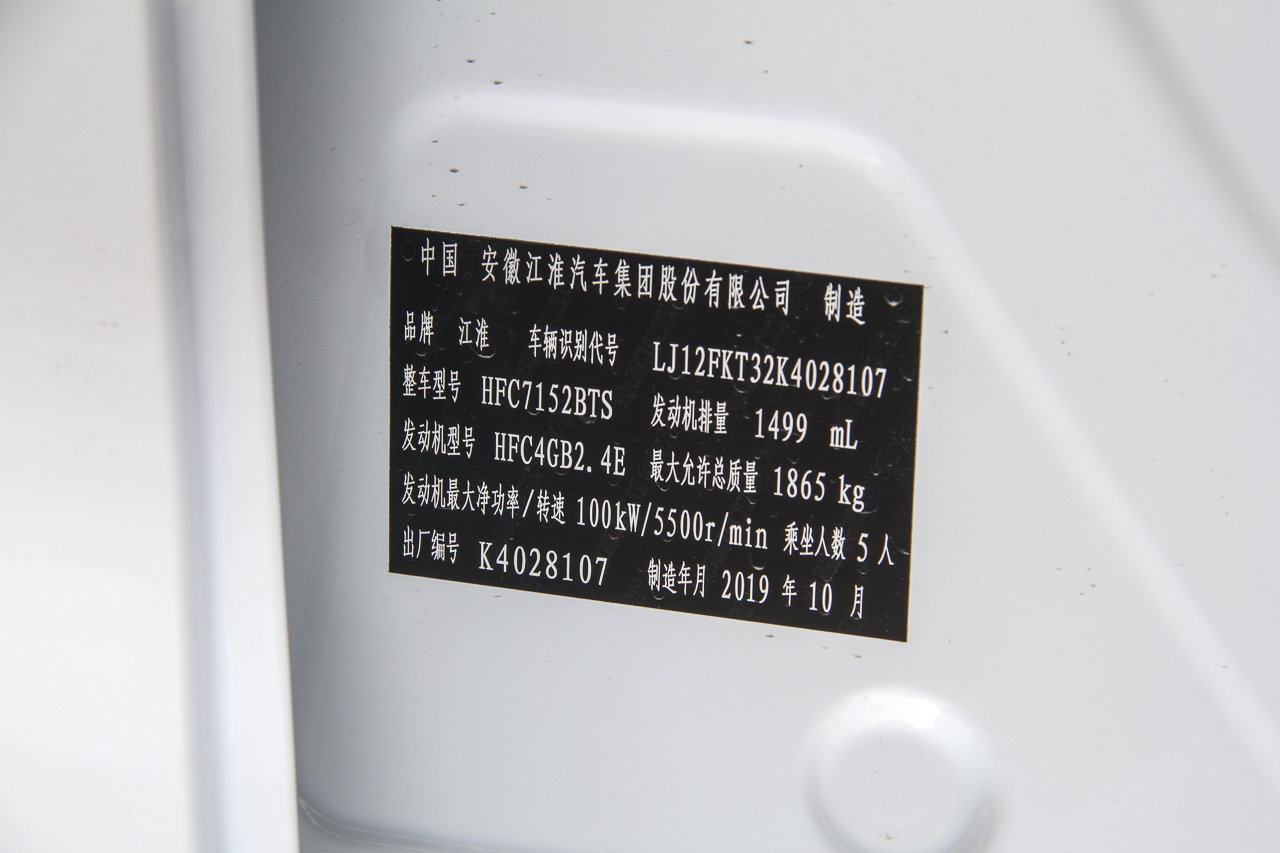 中国 安徽江淮汽车集团股份有限公司 制造
品牌 江淮 车辆识别代号 LJ12FKT32K4028107
整车型号 HFC7152BTS 发动机排量 1499 mL
发动机型号 HFC4GB2.4E 最大允许总质量 1865 kg
发动机最大净功率/转速 100kW/5500r/min 乘坐人数 5 人
出厂编号 K4028107 制造年月 2019 年 10 月